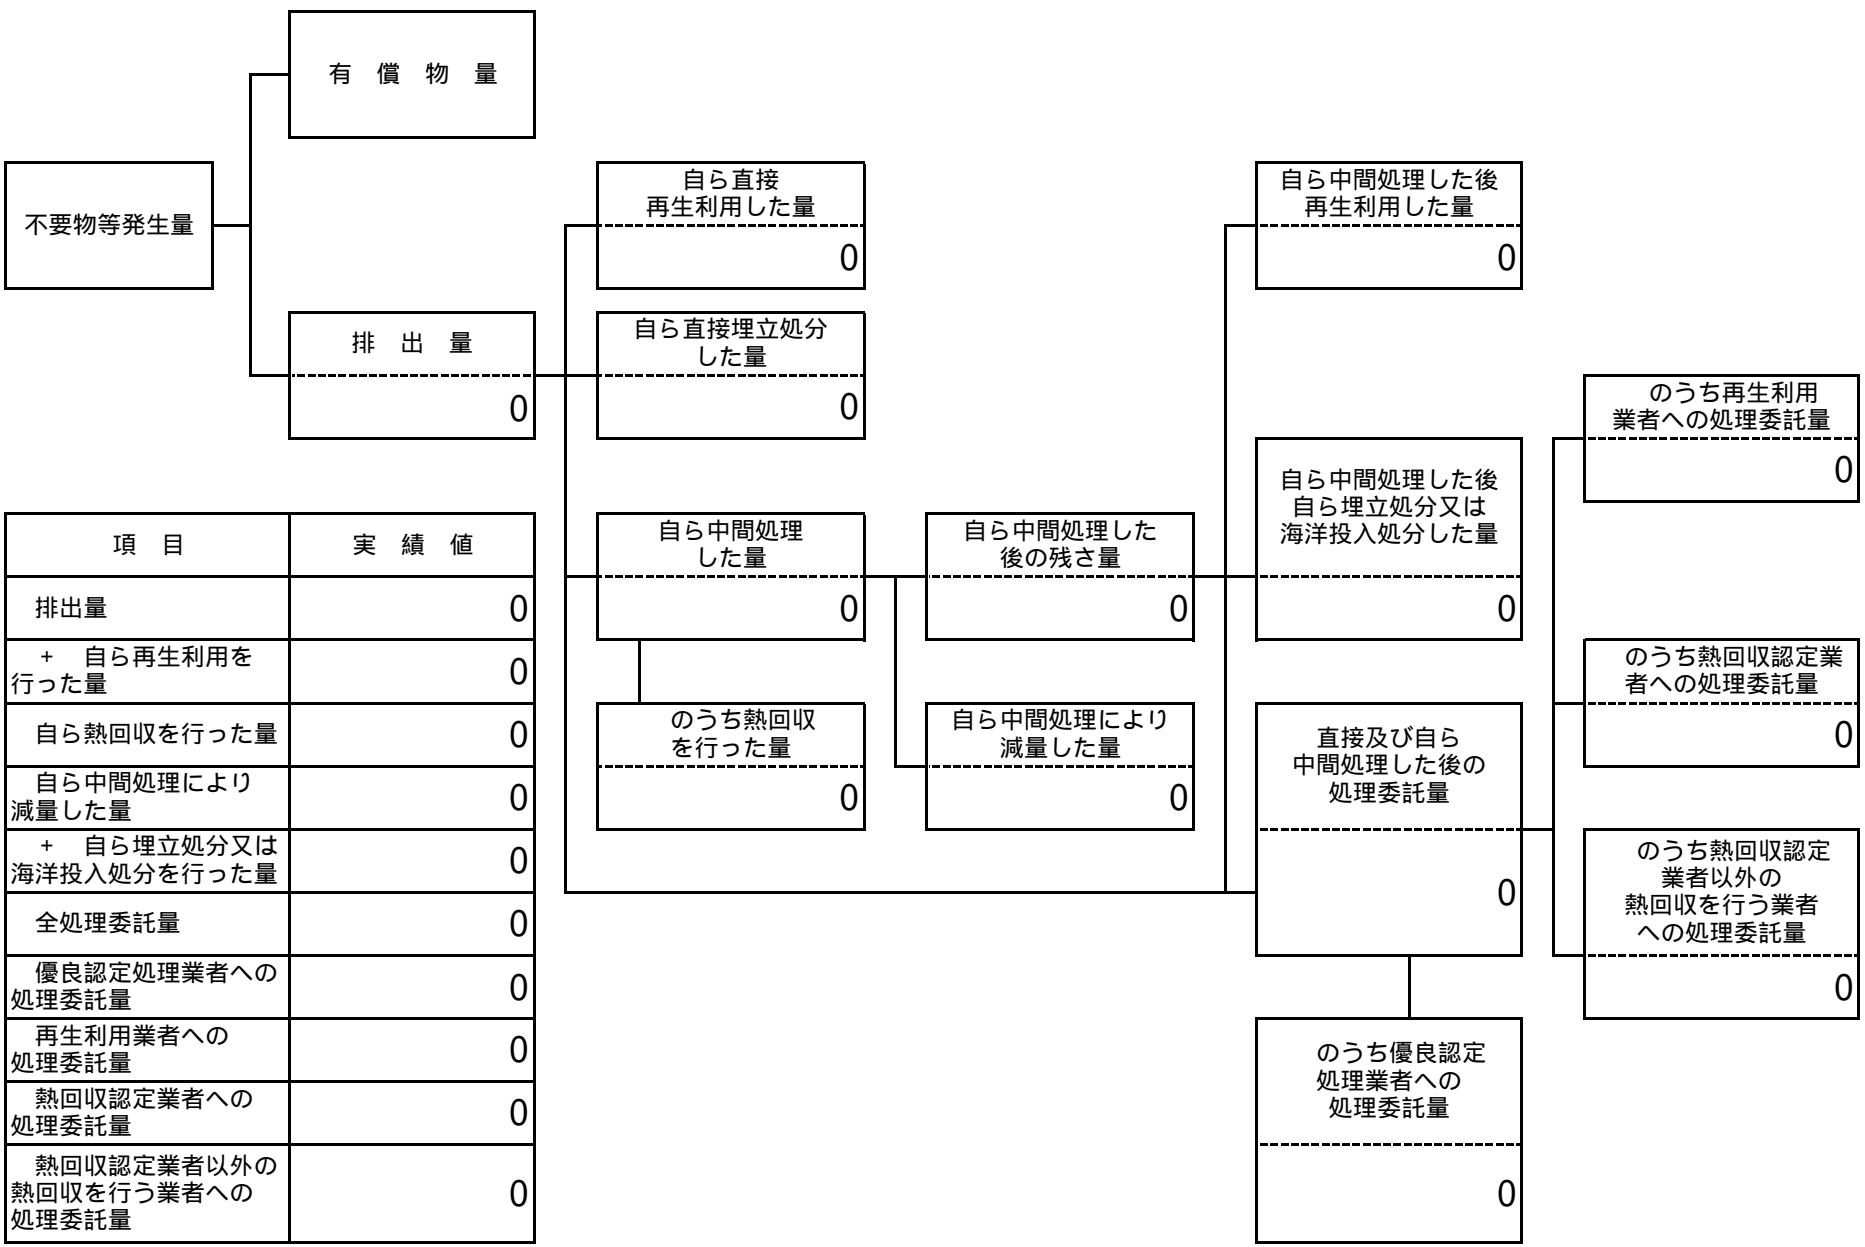 有　償　物　量
不要物等発生量
自ら直接
再生利用した量
0
自ら中間処理した後
再生利用した量
0
排　出　量
0
自ら直接埋立処分
した量
0
のうち再生利用
業者への処理委託量
0
自ら中間処理
した量
0
自ら中間処理した
後の残さ量
0
自ら中間処理した後
自ら埋立処分又は
海洋投入処分した量
0
のうち熱回収認定業
者への処理委託量
0
のうち熱回収
を行った量
0
自ら中間処理により
減量した量
0
直接及び自ら
中間処理した後の
処理委託量
0
のうち熱回収認定
業者以外の
熱回収を行う業者
への処理委託量
0
のうち優良認定
処理業者への
処理委託量
0
項　目　実　績　値
排出量　0
+　自ら再生利用を
行った量　0
自ら熱回収を行った量　0
自ら中間処理により
減量した量　0
+　自ら埋立処分又は
海洋投入処分を行った量　0
全処理委託量　0
優良認定処理業者への
処理委託量　0
再生利用業者への
処理委託量　0
熱回収認定業者への
処理委託量　0
熱回収認定業者以外の
熱回収を行う業者への
処理委託量　0